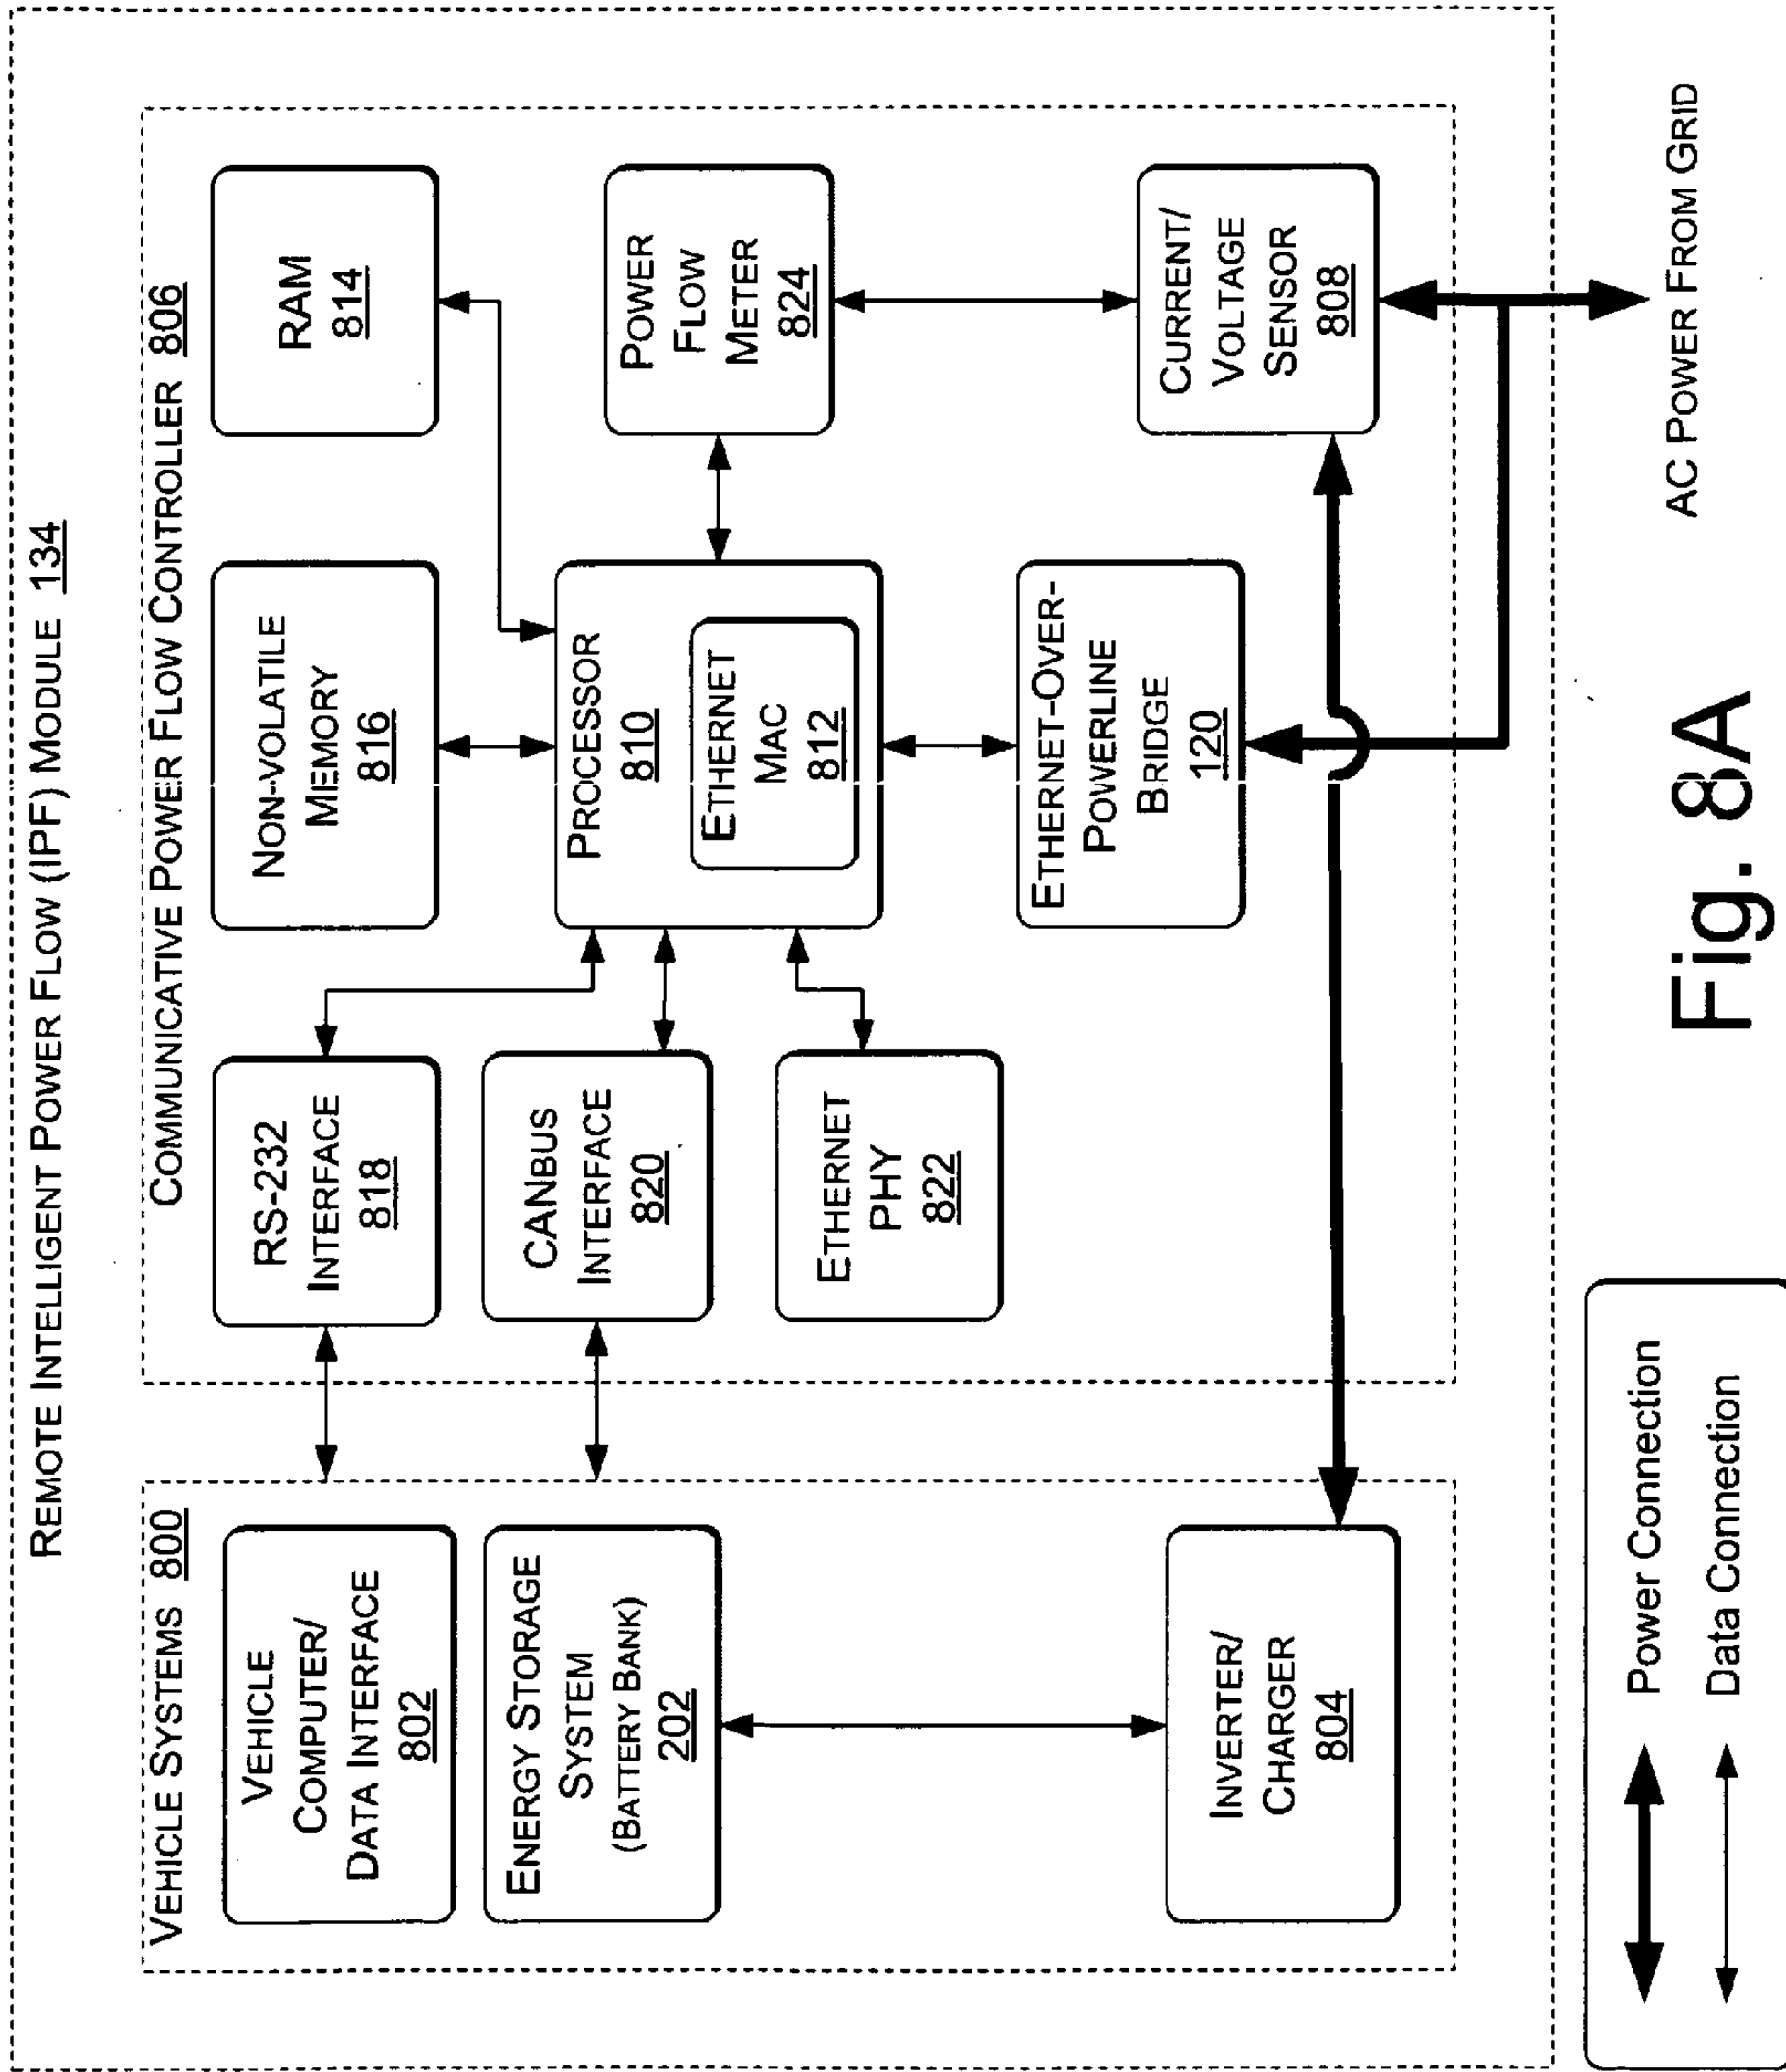 REMOTE INTELLIGENT POWER FLOW (IPF) MODULE 134
VEHICLE SYSTEMS 800
VEHICLE
COMPUTER/
DATA INTERFACE
802
ENERGY STORAGE
SYSTEM
(BATTERY BANK)
202
INVERTER/
CHARGER
804
COMMUNICATIVE POWER FLOW CONTROLLER 806
RS-232
INTERFACE
818
CANBUS
INTERFACE
820
ETHERNET
PHY
822
NON-VOLATILE
MEMORY
816
PROCESSOR
810
ETHERNET
MAC
812
ETHERNET-OVER-
POWERLINE
BRIDGE
120
RAM
814
POWER
FLOW
METER
824
CURRENT/
VOLTAGE
SENSOR
808
AC POWER FROM GRID
Power Connection
Data Connection
Fig. 8A